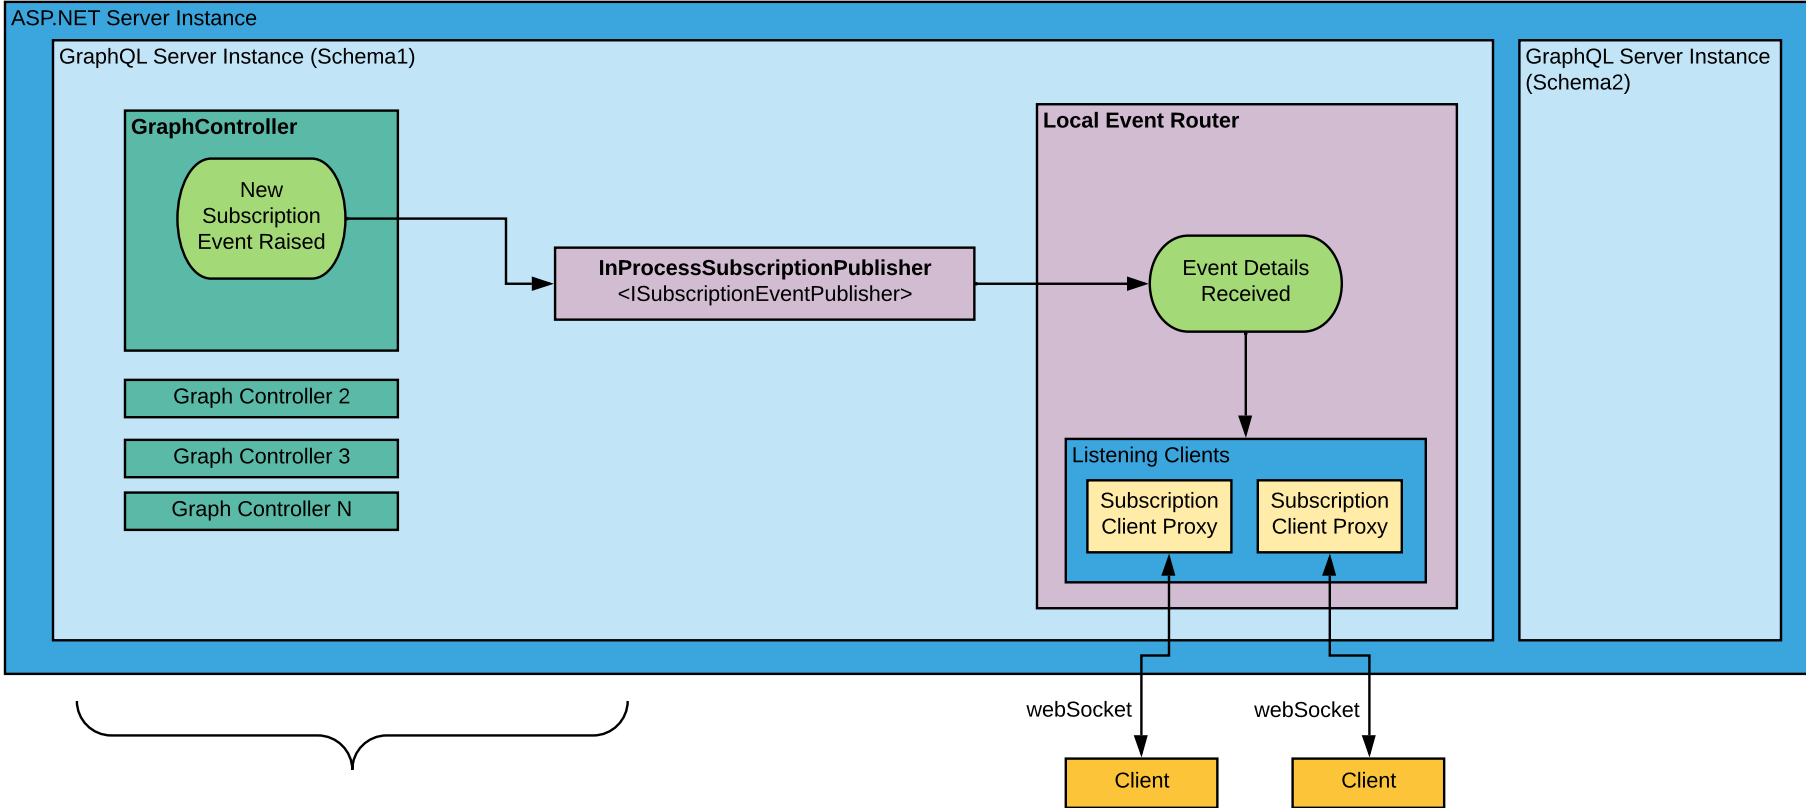 ASP.NET Server Instance
GraphQL Server Instance (Schema1)
GraphController
New
Subscription
Event Raised
Graph Controller 2
Graph Controller 3
Graph Controller N
InProcessSubscriptionPublisher
<ISubscriptionEventPublisher>
Local Event Router
Event Details
Received
Listening Clients
Subscription
Client Proxy
Subscription
Client Proxy
GraphQL Server Instance
(Schema2)
webSocket
webSocket
Client
Client